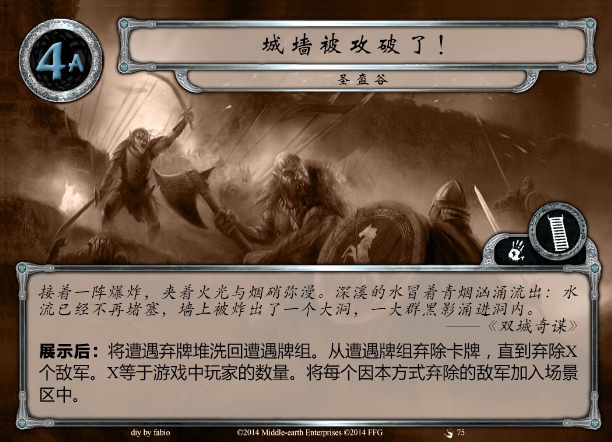 4A
城墙被攻破了！
圣盔谷
接着一阵爆炸，夹着火光与烟硝弥漫。深溪的水冒着青烟汹涌流出：水
流已经不再堵塞，墙上被炸出了一个大洞，一大群黑影涌进洞内。
——《双城奇谋》
展示后：将遭遇弃牌堆洗回遭遇牌组。从遭遇牌组弃除卡牌，直到弃除X
个敌军。X等于游戏中玩家的数量。将每个因本方式弃除的敌军加入场景
区中。
diy by fabio ©2014 Middle-earth Enterprises ©2014 FFG 75